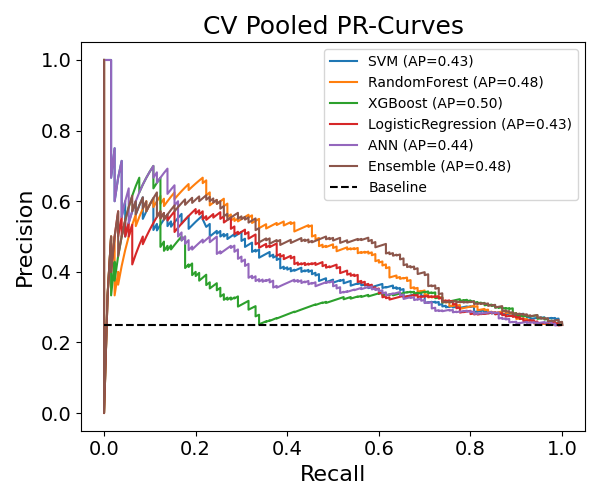 CV Pooled PR-Curves
Precision
1.0
0.8
0.6
0.4
0.2
0.0
SVM (AP=0.43)
RandomForest (AP=0.48)
XGBoost (AP=0.50)
LogisticRegression (AP=0.43)
ANN (AP=0.44)
Ensemble (AP=0.48)
Baseline
0.0 0.2 0.4 0.6 0.8 1.0
Recall